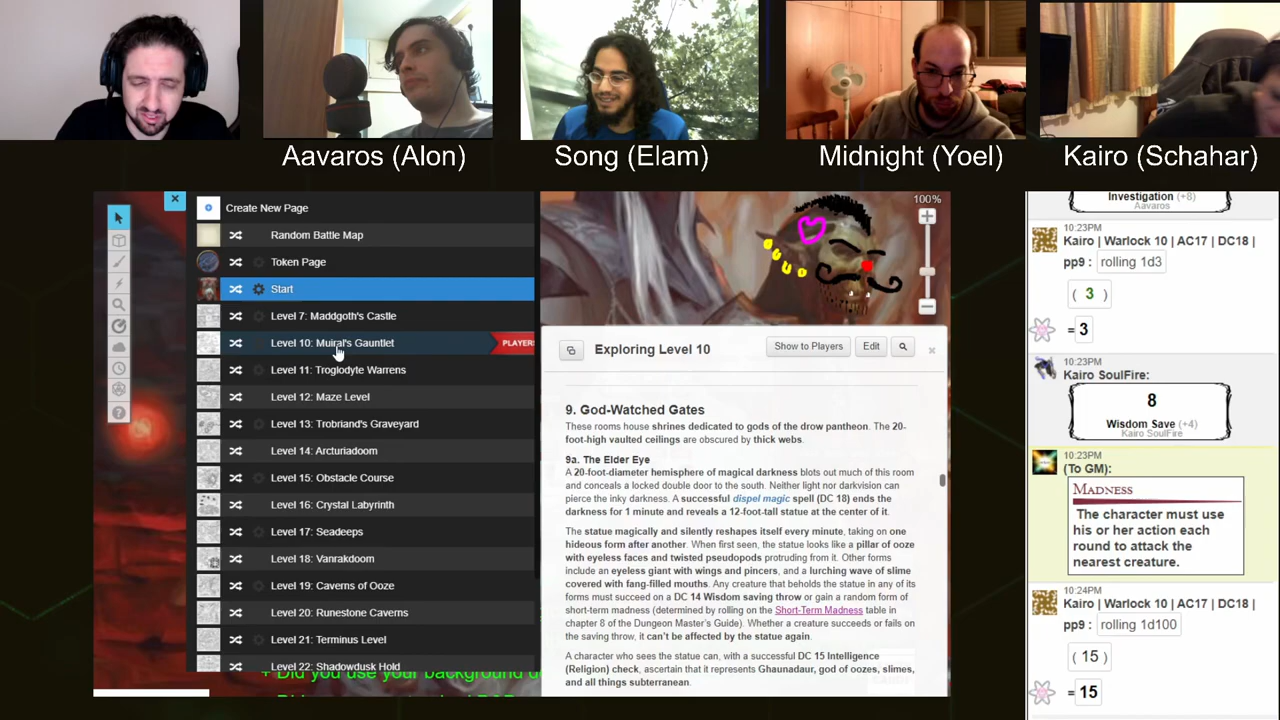 Aavaros (Alon)
Song (Elam)
Midnight (Yoel)
Kairo (Schahar)
Create New Page
Random Battle Map
Token Page
Start
Level 7: Maddgoth's Castle
Level 10: Muiral's Gauntlet
PLAYERS
Level 11: Troglodyte Warrens
Level 12: Maze Level
Level 13: Trobriand's Graveyard
Level 14: Arcturiadoom
Level 15: Obstacle Course
Level 16: Crystal Labyrinth
Level 17: Seadeeps
Level 18: Vanrakdoom
Level 19: Caverns of Ooze
Level 20: Runestone Caverns
Level 21: Terminus Level
Level 22: Shadowdusk Hold
+ Did you use your background
100%
Exploring Level 10
Show to Players
Edit
9. God-Watched Gates
These rooms house shrines dedicated to gods of the drow pantheon. The 20-
foot-high vaulted ceilings are obscured by thick webs.
9a. The Elder Eye
A 20-foot-diameter hemisphere of magical darkness blots out much of this room
and conceals a locked double door to the south. Neither light nor darkvision can
pierce the inky darkness. A successful dispel magic spell (DC 18) ends the
darkness for 1 minute and reveals a 12-foot-tall statue at the center of it.
The statue magically and silently reshapes itself every minute, taking on one
hideous form after another. When first seen, the statue looks like a pillar of ooze
with eyeless faces and twisted pseudopods protruding from it. Other forms
include an eyeless giant with wings and pincers, and a lurching wave of slime
covered with fang-filled mouths. Any creature that beholds the statue in any of its
forms must succeed on a DC 14 Wisdom saving throw or gain a random form of
short-term madness (determined by rolling on the Short-Term Madness table in
chapter 8 of the Dungeon Master's Guide). Whether a creature succeeds or fails on
the saving throw, it can't be affected by the statue again.
A character who sees the statue can, with a successful DC 15 Intelligence
(Religion) check, ascertain that it represents Ghaunadaur, god of oozes, slimes,
and all things subterranean.
Investigation (+8)
Aavaros
10:23PM
Kairo | Warlock 10 | AC17 | DC18 |
pp9 : rolling 1d3
( 3 )
= 3
10:23PM
Kairo SoulFire:
8
Wisdom Save (+4)
Kairo SoulFire
10:23PM
(To GM):
MADNESS
The character must use
his or her action each
round to attack the
nearest creature.
10:24PM
Kairo | Warlock 10 | AC17 | DC18 |
pp9 : rolling 1d100
( 15 )
= 15